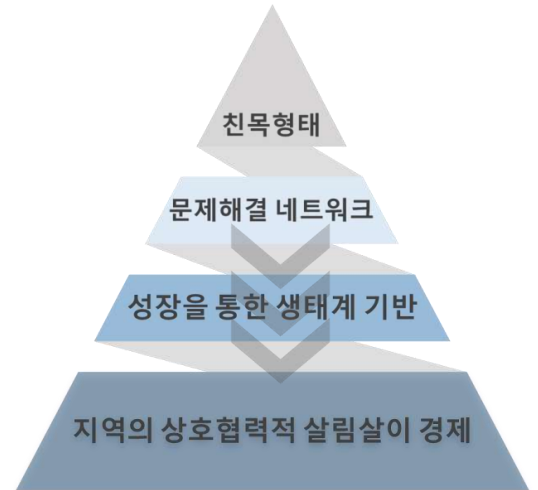 친목형태
문제해결 네트워크
성장을 통한 생태계 기반
지역의 상호협력적 살림살이 경제